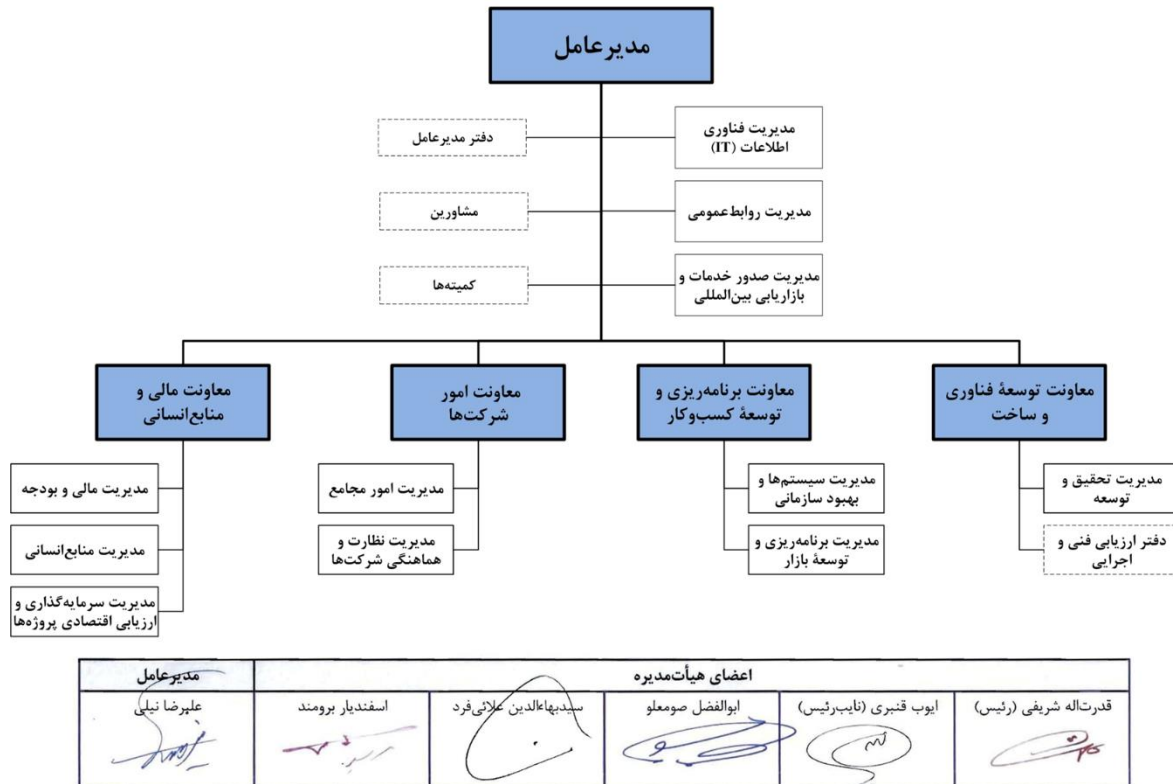 مدیرعامل
مدیریت فناوری
اطلاعات (IT)
دفتر مدیرعامل
مدیریت روابط‌عمومی
مشاورین
مدیریت صدور خدمات و
بازاریابی بین‌المللی
کمیته‌ها
معاونت توسعهٔ فناوری
و ساخت
معاونت برنامه‌ریزی و
توسعهٔ کسب‌وکار
معاونت امور
شرکت‌ها
معاونت مالی و
منابع‌انسانی
مدیریت تحقیق و
توسعه
دفتر ارزیابی فنی و
اجرایی
مدیریت سیستم‌ها و
بهبود سازمانی
مدیریت برنامه‌ریزی و
توسعهٔ بازار
مدیریت امور مجامع
مدیریت نظارت و
هماهنگی شرکت‌ها
مدیریت مالی و بودجه
مدیریت منابع‌انسانی
مدیریت سرمایه‌گذاری و
ارزیابی اقتصادی پروژه‌ها
اعضای هیأت‌مدیره
مدیرعامل
قدرت‌اله شریفی (رئیس)
ایوب قنبری (نایب‌رئیس)
ابوالفضل صومعلو
سیدبهاءالدین علائی‌فرد
اسفندیار برومند
علیرضا نیلی